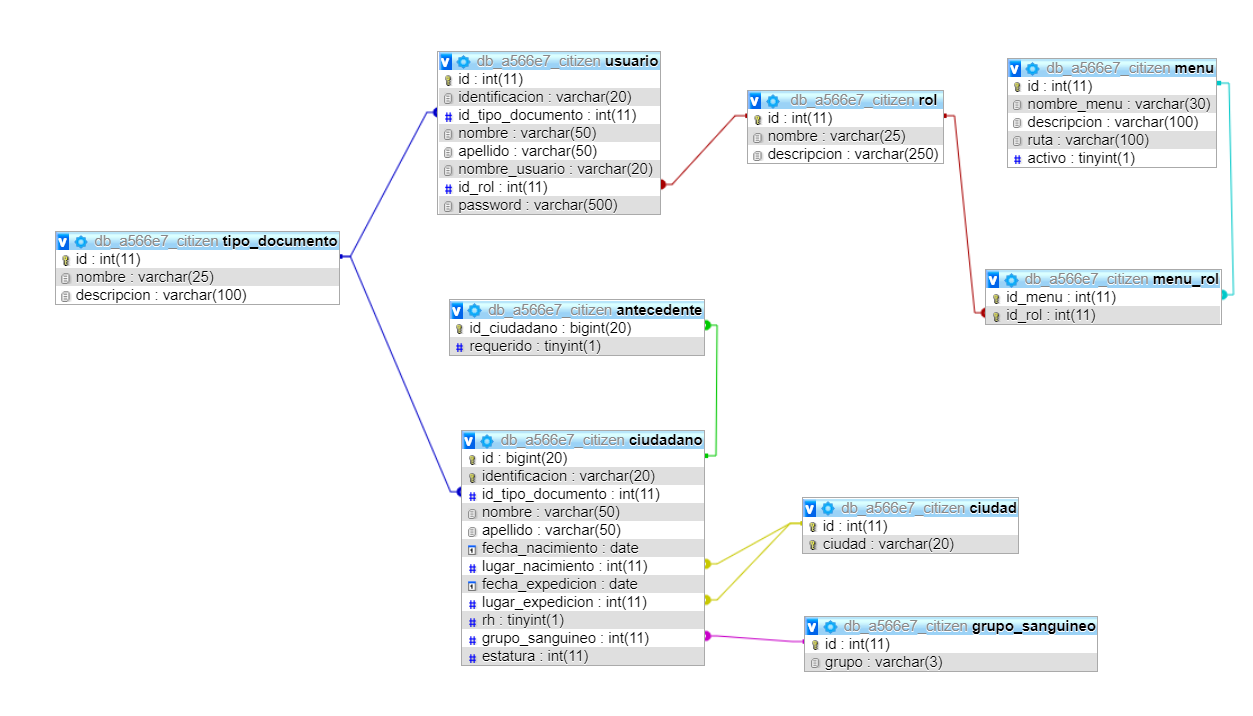 db_a566e7_citizen usuario
id : int(11)
identificacion : varchar(20)
id_tipo_documento : int(11)
nombre : varchar(50)
apellido : varchar(50)
nombre_usuario : varchar(20)
id_rol : int(11)
password : varchar(500)
db_a566e7_citizen rol
id : int(11)
nombre : varchar(25)
descripcion : varchar(250)
db_a566e7_citizen menu
id : int(11)
nombre_menu : varchar(30)
descripcion : varchar(100)
ruta : varchar(100)
activo : tinyint(1)
db_a566e7_citizen tipo_documento
id : int(11)
nombre : varchar(25)
descripcion : varchar(100)
db_a566e7_citizen menu_rol
id_menu : int(11)
id_rol : int(11)
db_a566e7_citizen antecedente
id_ciudadano : bigint(20)
requerido : tinyint(1)
db_a566e7_citizen ciudadano
id : bigint(20)
identificacion : varchar(20)
id_tipo_documento : int(11)
nombre : varchar(50)
apellido : varchar(50)
fecha_nacimiento : date
lugar_nacimiento : int(11)
fecha_expedicion : date
lugar_expedicion : int(11)
rh : tinyint(1)
grupo_sanguineo : int(11)
estatura : int(11)
db_a566e7_citizen ciudad
id : int(11)
ciudad : varchar(20)
db_a566e7_citizen grupo_sanguineo
id : int(11)
grupo : varchar(3)